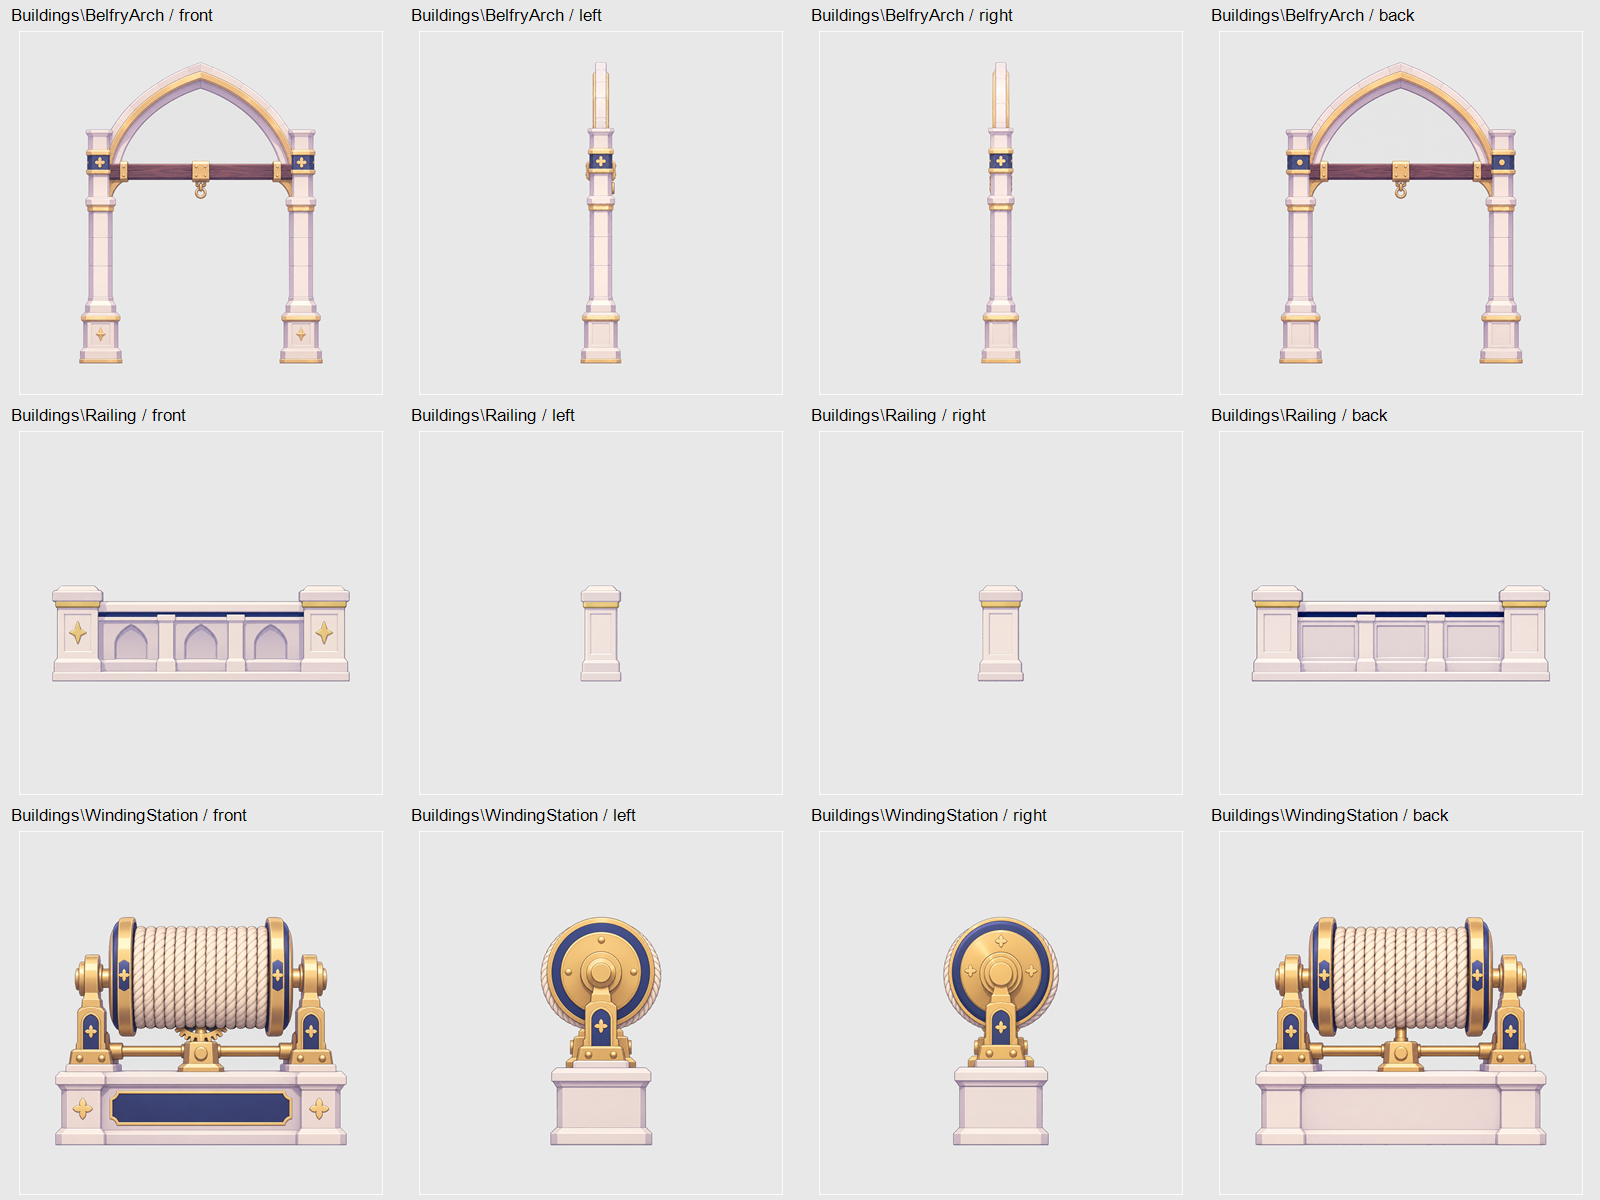 Buildings\BelfryArch / front
Buildings\BelfryArch / left
Buildings\BelfryArch / right
Buildings\BelfryArch / back
Buildings\Railing / front
Buildings\Railing / left
Buildings\Railing / right
Buildings\Railing / back
Buildings\WindingStation / front
Buildings\WindingStation / left
Buildings\WindingStation / right
Buildings\WindingStation / back